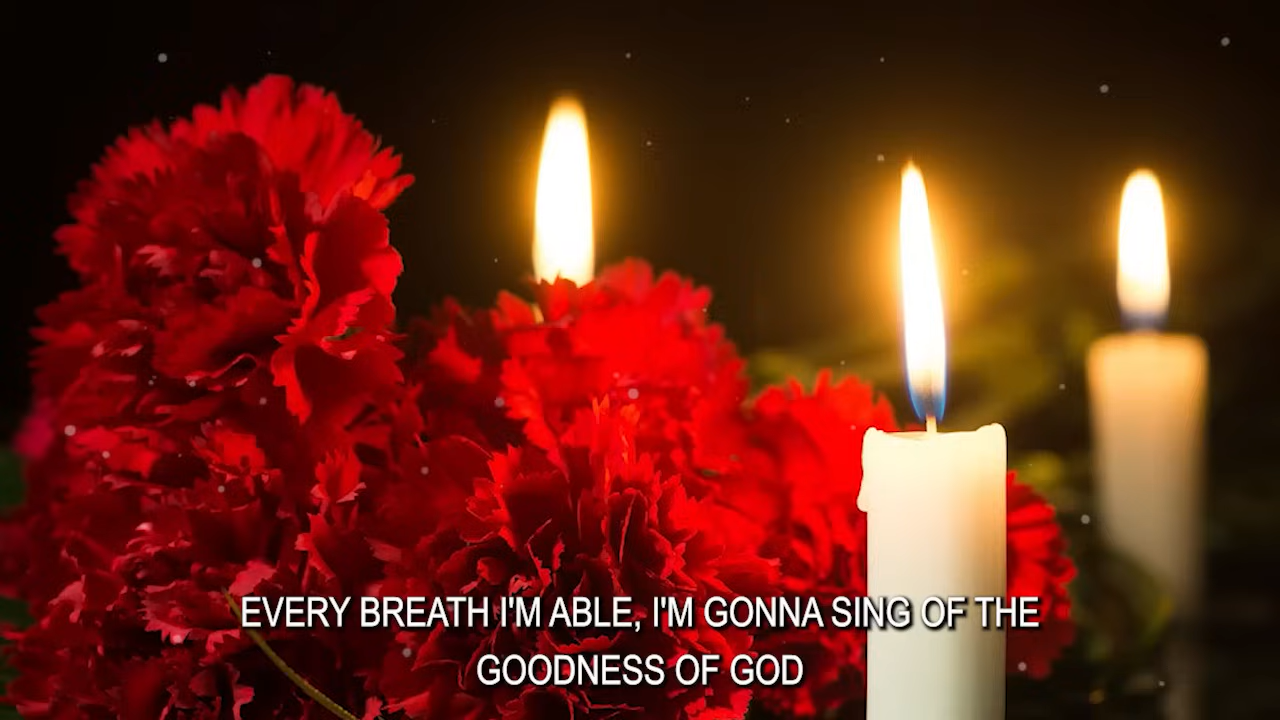 EVERY BREATH I'M ABLE, I'M GONNA SING OF THE
GOODNESS OF GOD